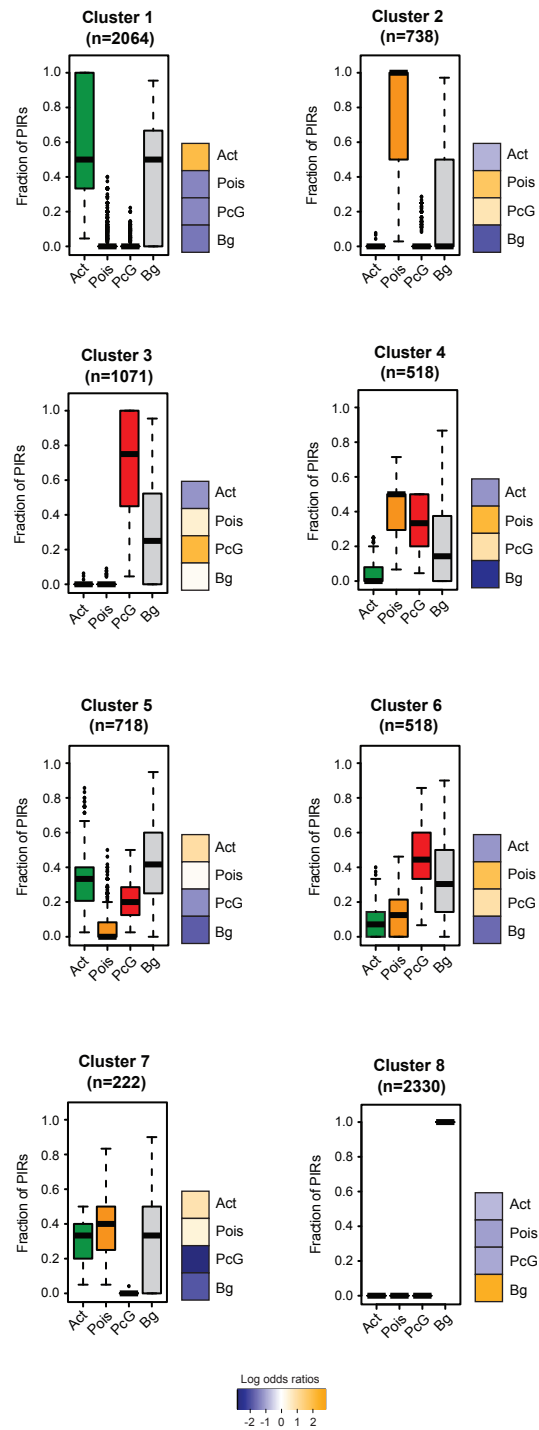 Cluster 1
(n=2064)
Fraction of PIRs
1.0
0.8
0.6
0.4
0.2
0.0
Act
Pois
PcG
Bg
Act
Pois
PcG
Bg
Cluster 2
(n=738)
Fraction of PIRs
1.0
0.8
0.6
0.4
0.2
0.0
Act
Pois
PcG
Bg
Act
Pois
PcG
Bg
Cluster 3
(n=1071)
Fraction of PIRs
1.0
0.8
0.6
0.4
0.2
0.0
Act
Pois
PcG
Bg
Act
Pois
PcG
Bg
Cluster 4
(n=518)
Fraction of PIRs
1.0
0.8
0.6
0.4
0.2
0.0
Act
Pois
PcG
Bg
Act
Pois
PcG
Bg
Cluster 5
(n=718)
Fraction of PIRs
1.0
0.8
0.6
0.4
0.2
0.0
Act
Pois
PcG
Bg
Act
Pois
PcG
Bg
Cluster 6
(n=518)
Fraction of PIRs
1.0
0.8
0.6
0.4
0.2
0.0
Act
Pois
PcG
Bg
Act
Pois
PcG
Bg
Cluster 7
(n=222)
Fraction of PIRs
1.0
0.8
0.6
0.4
0.2
0.0
Act
Pois
PcG
Bg
Act
Pois
PcG
Bg
Cluster 8
(n=2330)
Fraction of PIRs
1.0
0.8
0.6
0.4
0.2
0.0
Act
Pois
PcG
Bg
Act
Pois
PcG
Bg
Log odds ratios
-2 -1 0 1 2